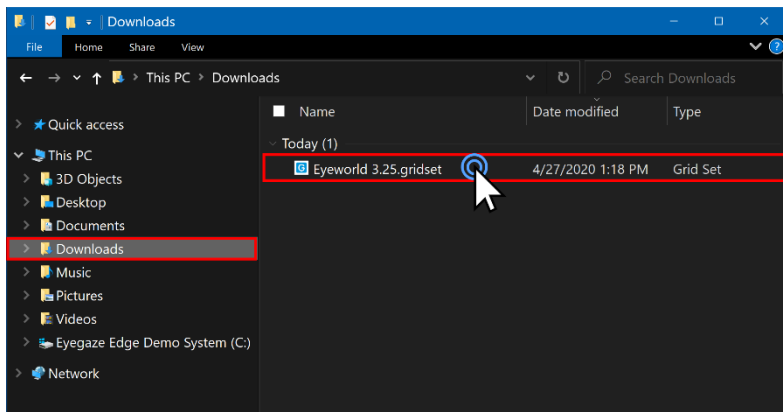 Downloads
File Home Share View
This PC > Downloads
Search Downloads
Name Date modified Type
Quick access
Today (1)
This PC
Eyeworld 3.25.gridset 4/27/2020 1:18 PM Grid Set
3D Objects
Desktop
Documents
Downloads
Music
Pictures
Videos
Eyegaze Edge Demo System (C:)
Network